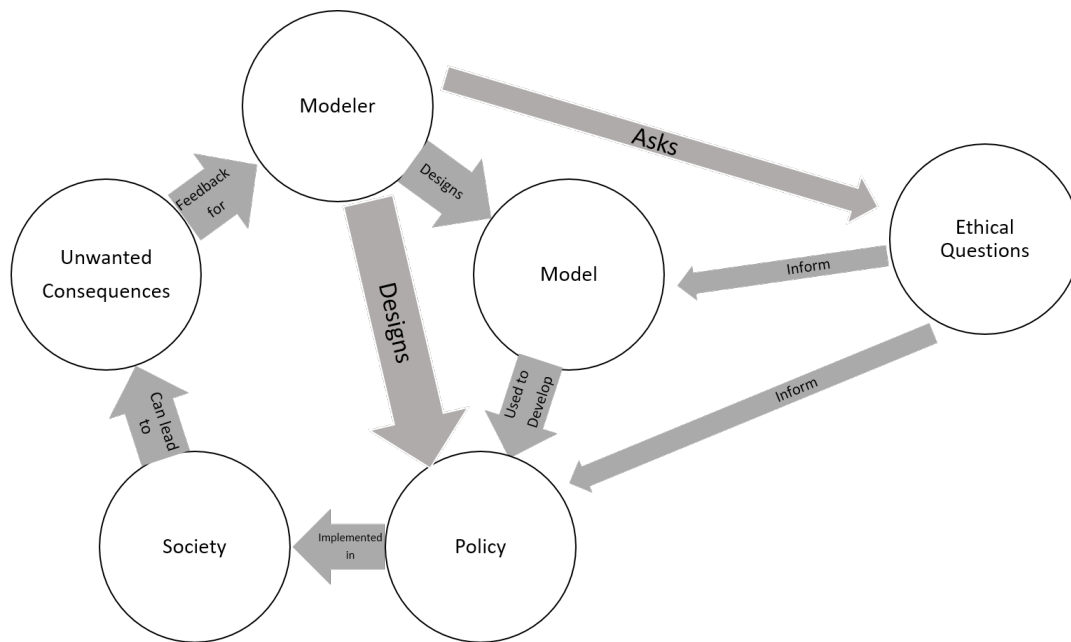 Modeler
Asks
Designs
Feedback
for
Ethical
Questions
Unwanted
Consequences
Model
Inform
Designs
Used to
Develop
Inform
Can lead
to
Society
Implemented
in
Policy